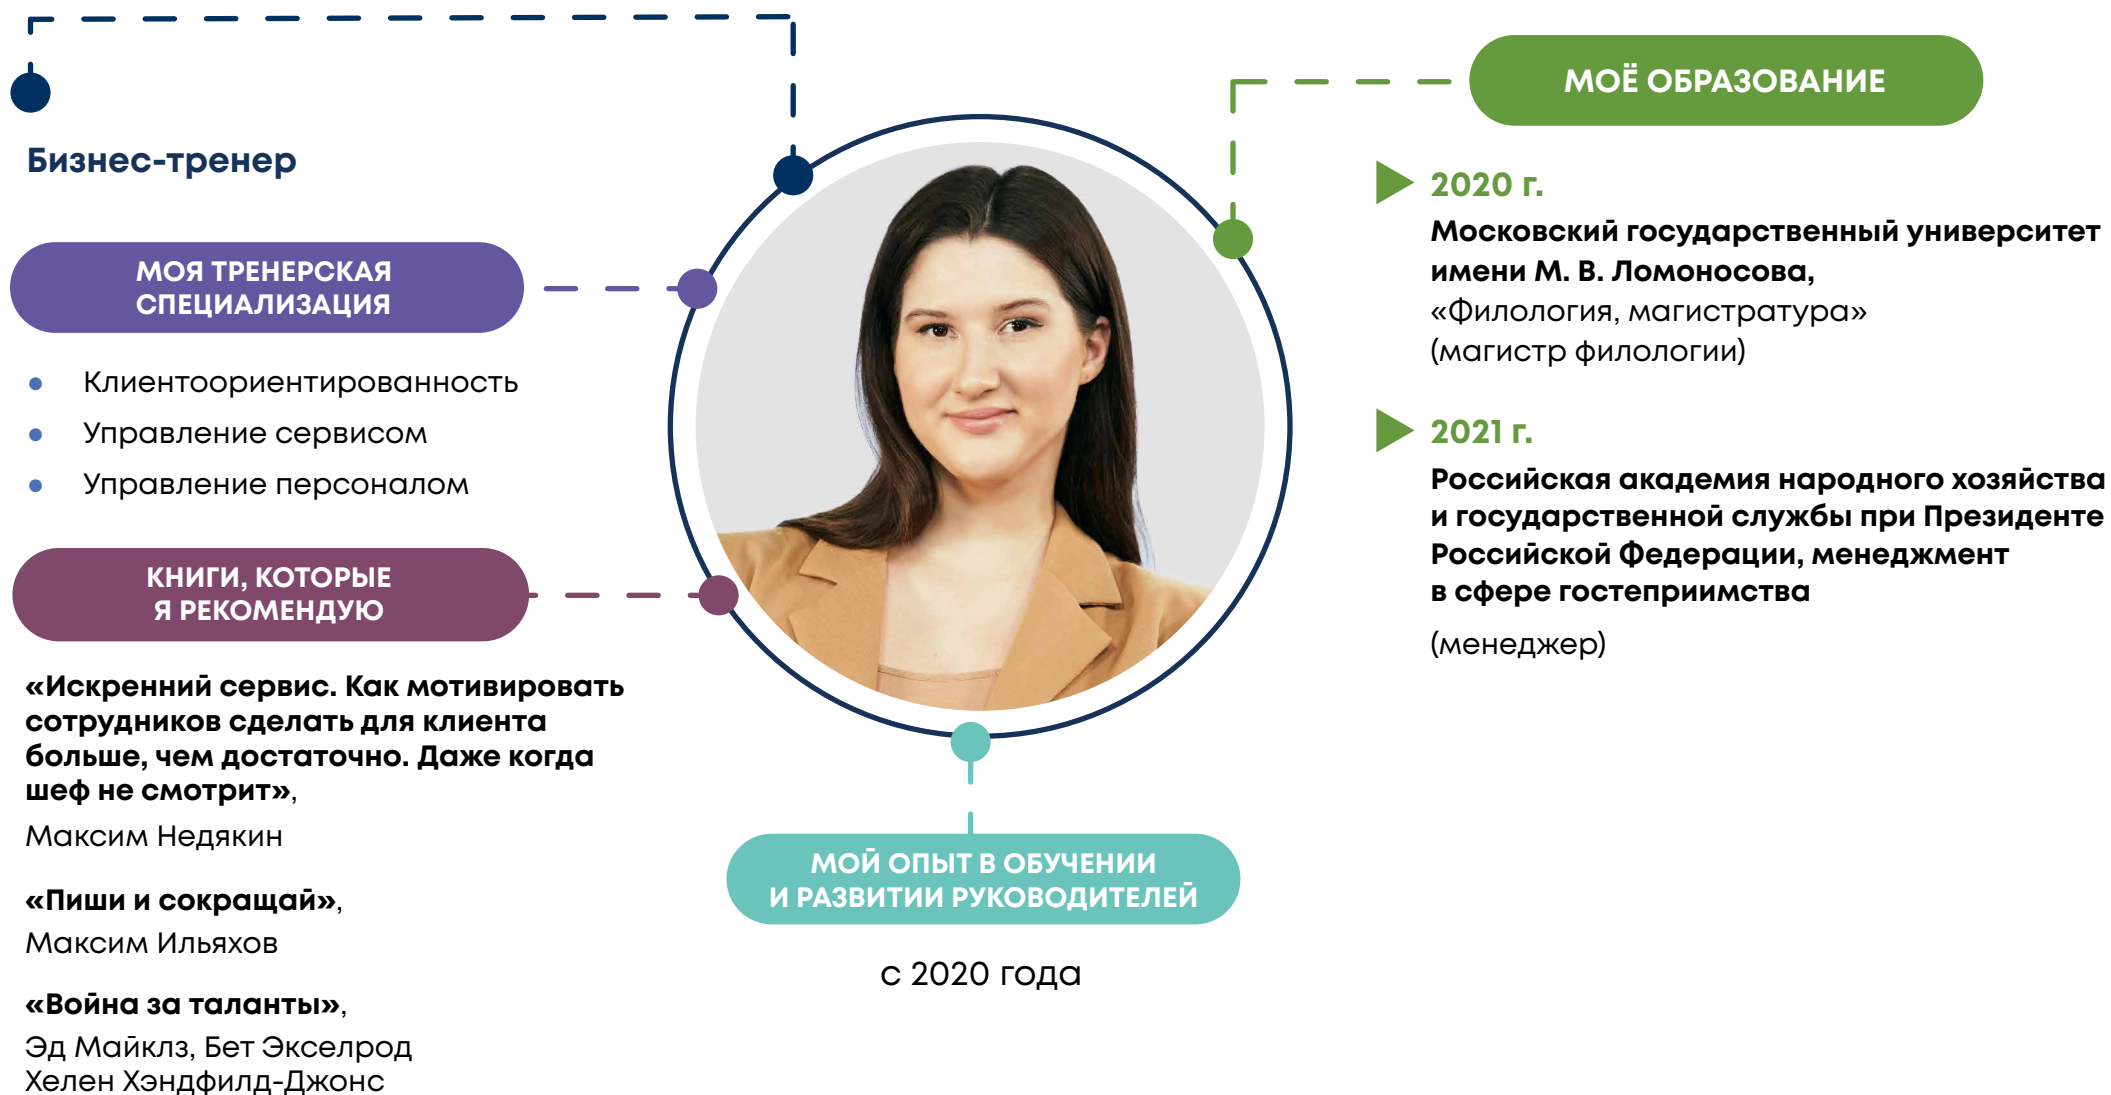 Бизнес-тренер
МОЯ ТРЕНЕРСКАЯ
СПЕЦИАЛИЗАЦИЯ
Клиентоориентированность
Управление сервисом
Управление персоналом
КНИГИ, КОТОРЫЕ
Я РЕКОМЕНДУЮ
«Искренний сервис. Как мотивировать
сотрудников сделать для клиента
больше, чем достаточно. Даже когда
шеф не смотрит»,
Максим Недякин
«Пиши и сокращай»,
Максим Ильяхов
«Война за таланты»,
Эд Майклз, Бет Экселрод
Хелен Хэндфилд-Джонс
МОЙ ОПЫТ В ОБУЧЕНИИ
И РАЗВИТИИ РУКОВОДИТЕЛЕЙ
с 2020 года
МОЁ ОБРАЗОВАНИЕ
2020 г.
Московский государственный университет
имени М. В. Ломоносова,
«Филология, магистратура»
(магистр филологии)
2021 г.
Российская академия народного хозяйства
и государственной службы при Президенте
Российской Федерации, менеджмент
в сфере гостеприимства
(менеджер)